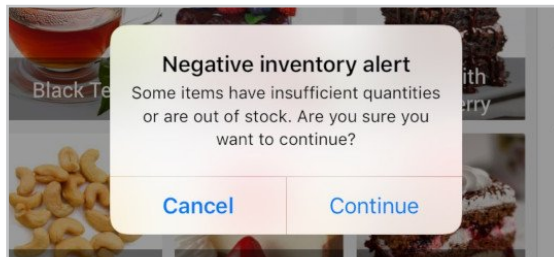 Negative inventory alert
Some items have insufficient quantities
or are out of stock. Are you sure you
want to continue?
Black Te
ith
rry
Cancel
Continue